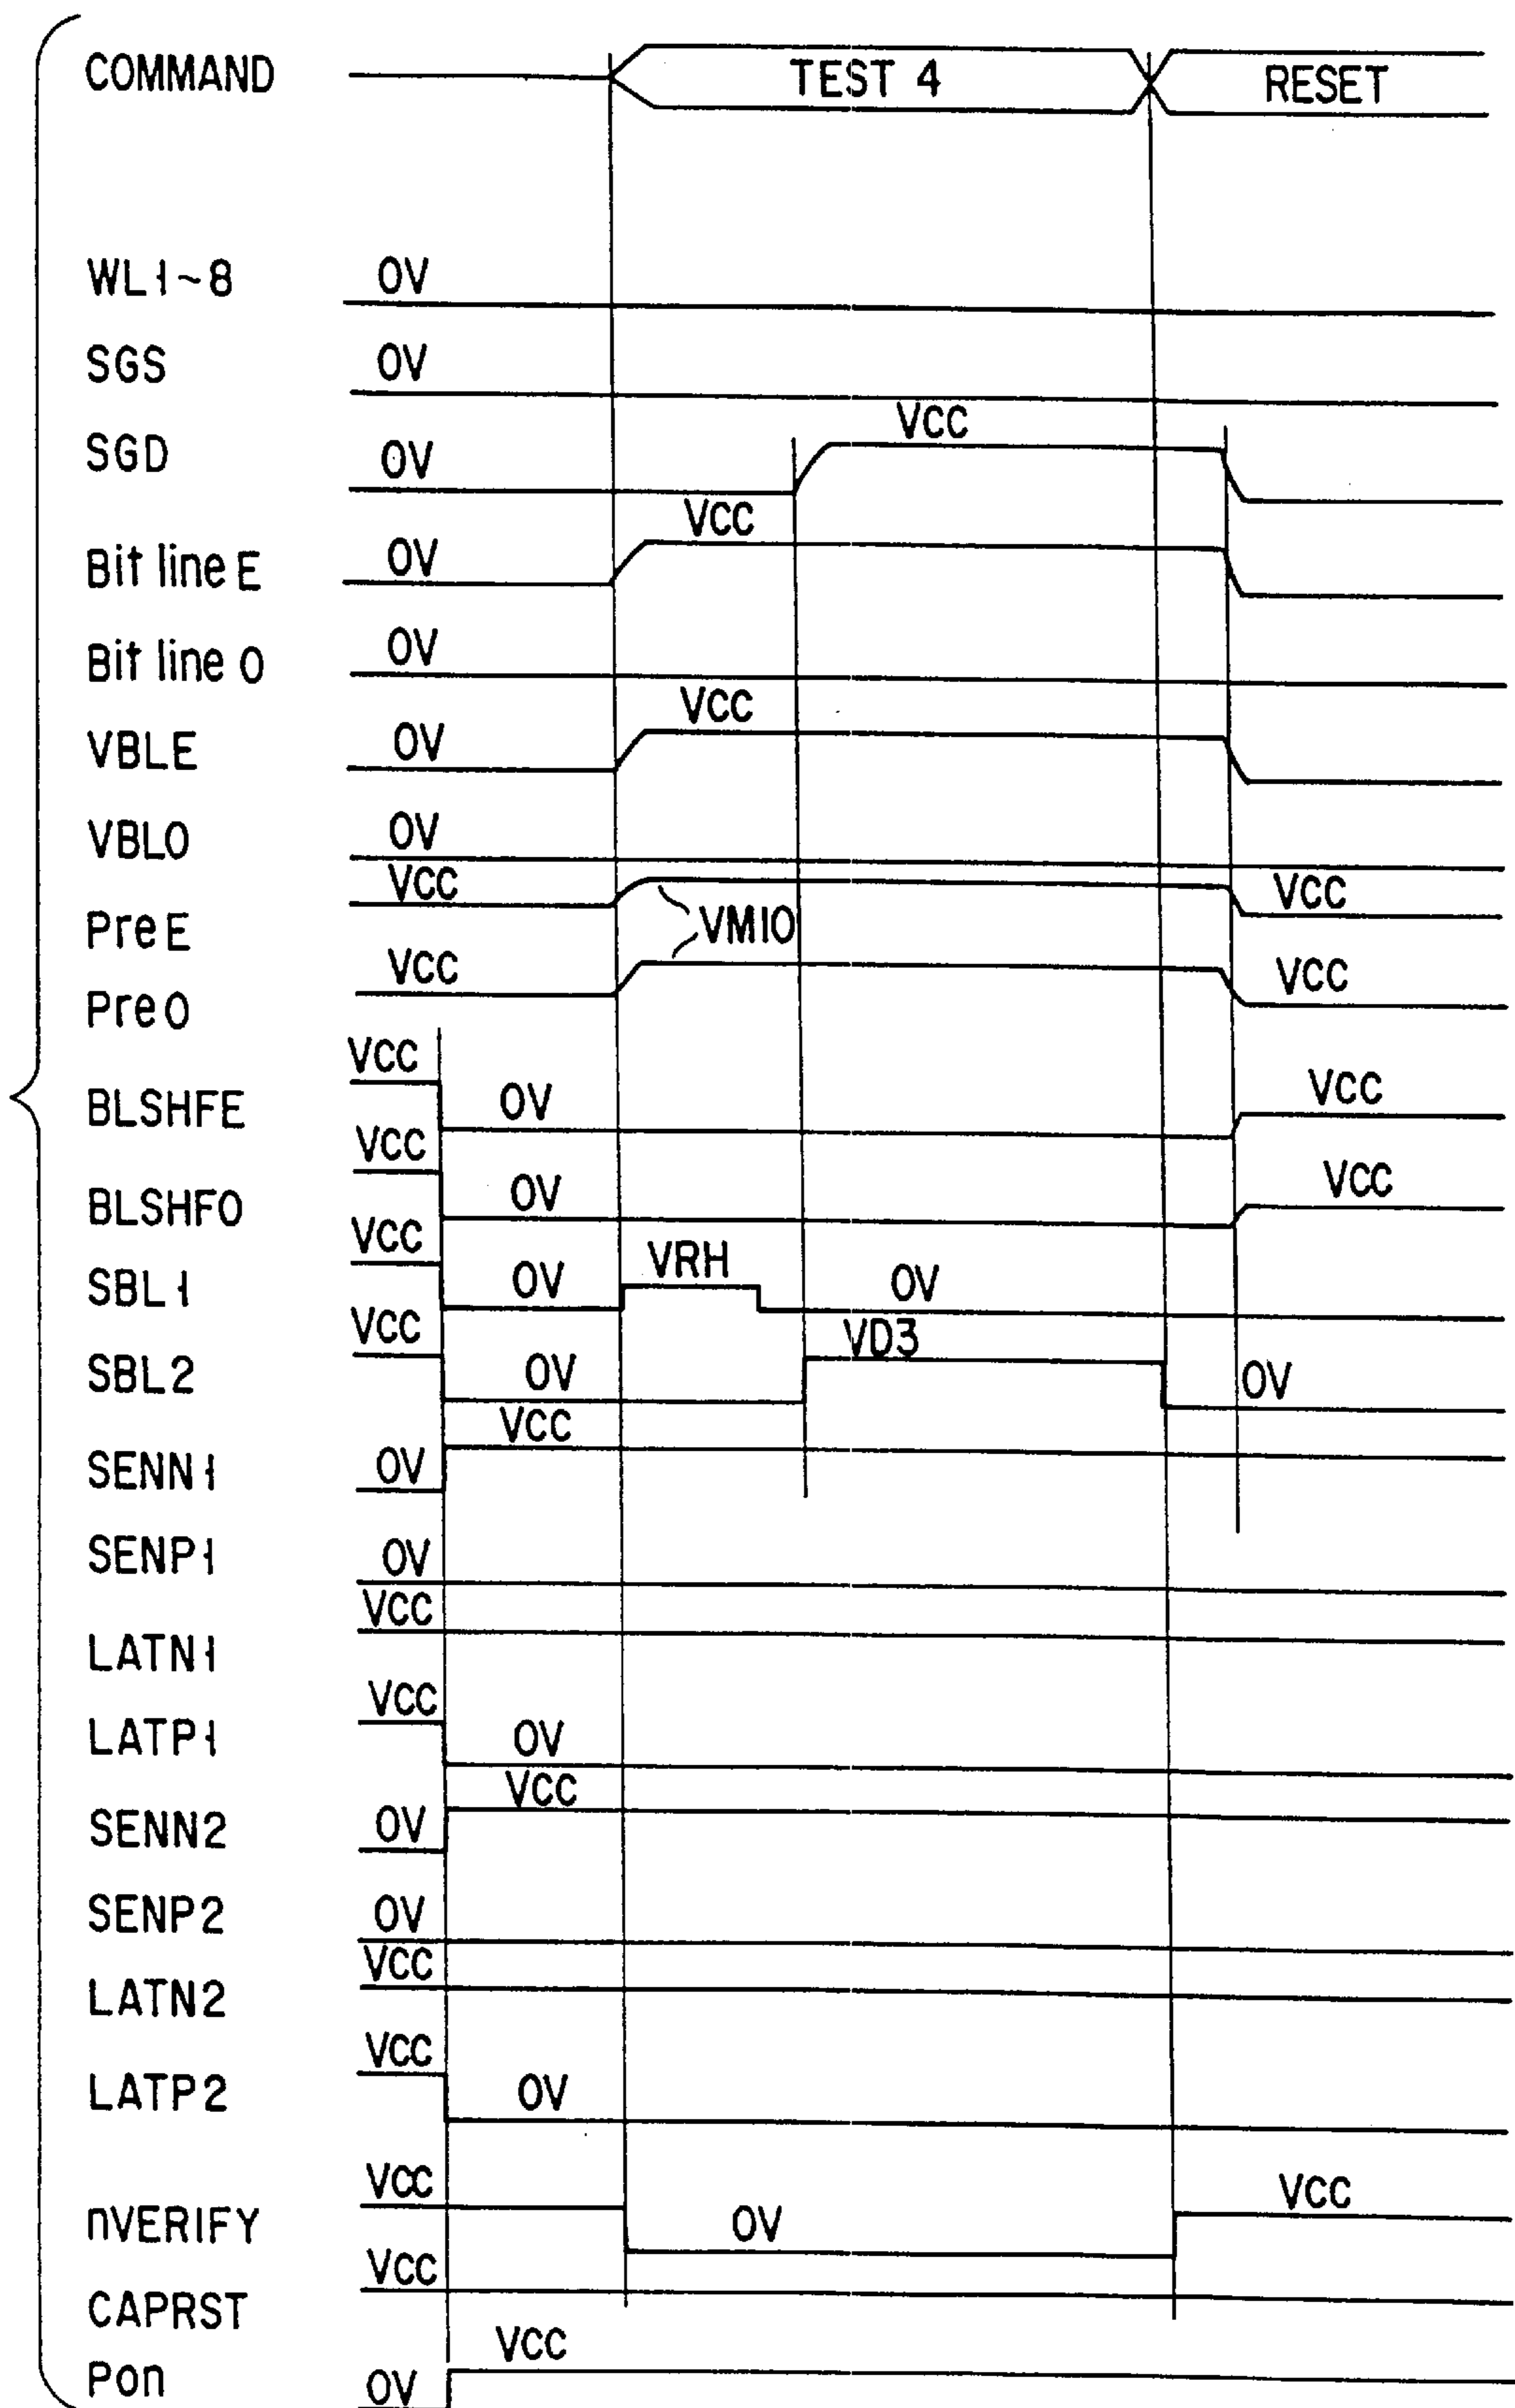 COMMAND TEST 4 RESET
WL1~8 0V
SGS 0V
SGD 0V VCC
Bit line E 0V VCC
Bit line O 0V
VBLE 0V VCC
VBLO 0V
PreE VCC VM10 VCC
PreO VCC VCC
BLSHFE VCC 0V VCC
BLSHFO VCC 0V VCC
SBL1 VCC 0V VRH 0V
SBL2 VCC 0V VD3 0V
SENN1 0V VCC
SENP1 0V
LATN1 VCC
LATP1 VCC 0V
SENN2 0V VCC
SENP2 0V
LATN2 VCC
LATP2 VCC 0V
nVERIFY VCC 0V VCC
CAPRST VCC
Pon 0V VCC